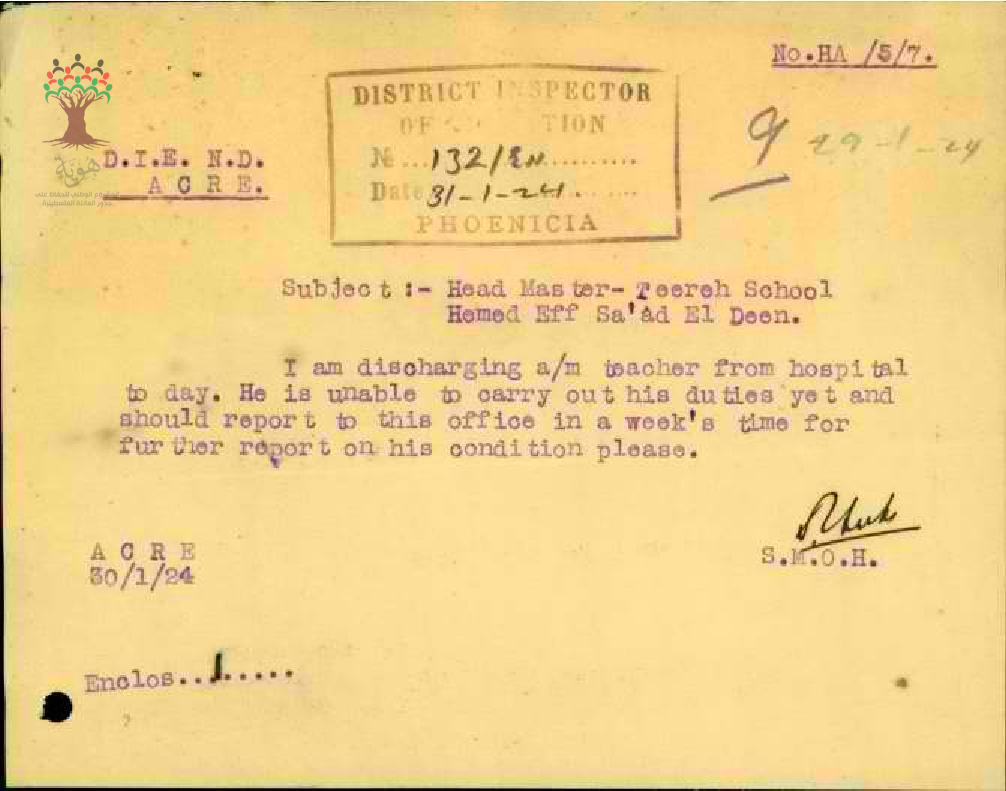 No.HA /5/7.
DISTRICT INSPECTOR
OF TION
No ... 132/ ..........
Date 31-1-24 ......
PHOENICIA
9 29-1-24
D.I.E. N.D.
A C R E.
هوية
Subject :- Head Master- Teereh School
Hemed Eff Sa'ad El Deen.
I am discharging a/m teacher from hospital
to day. He is unable to carry out his duties yet and
should report to this office in a week's time for
further report on his condition please.
S.M.O.H.
A C R E
30/1/24
Enclos...1.....